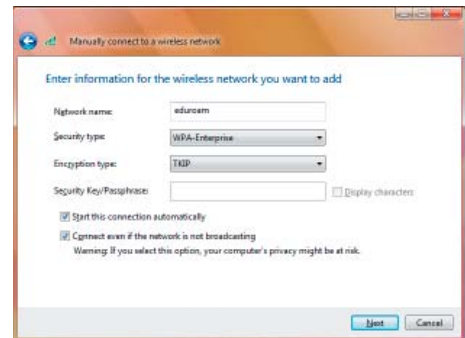 Manually connect to a wireless network
Enter information for the wireless network you want to add
Network name: eduroam
Security type: WPA-Enterprise
Encryption type: TKIP
Security Key/Passphrase: Display characters
Start this connection automatically
Connect even if the network is not broadcasting
Warning: If you select this option, your computer's privacy might be at risk.
Next Cancel